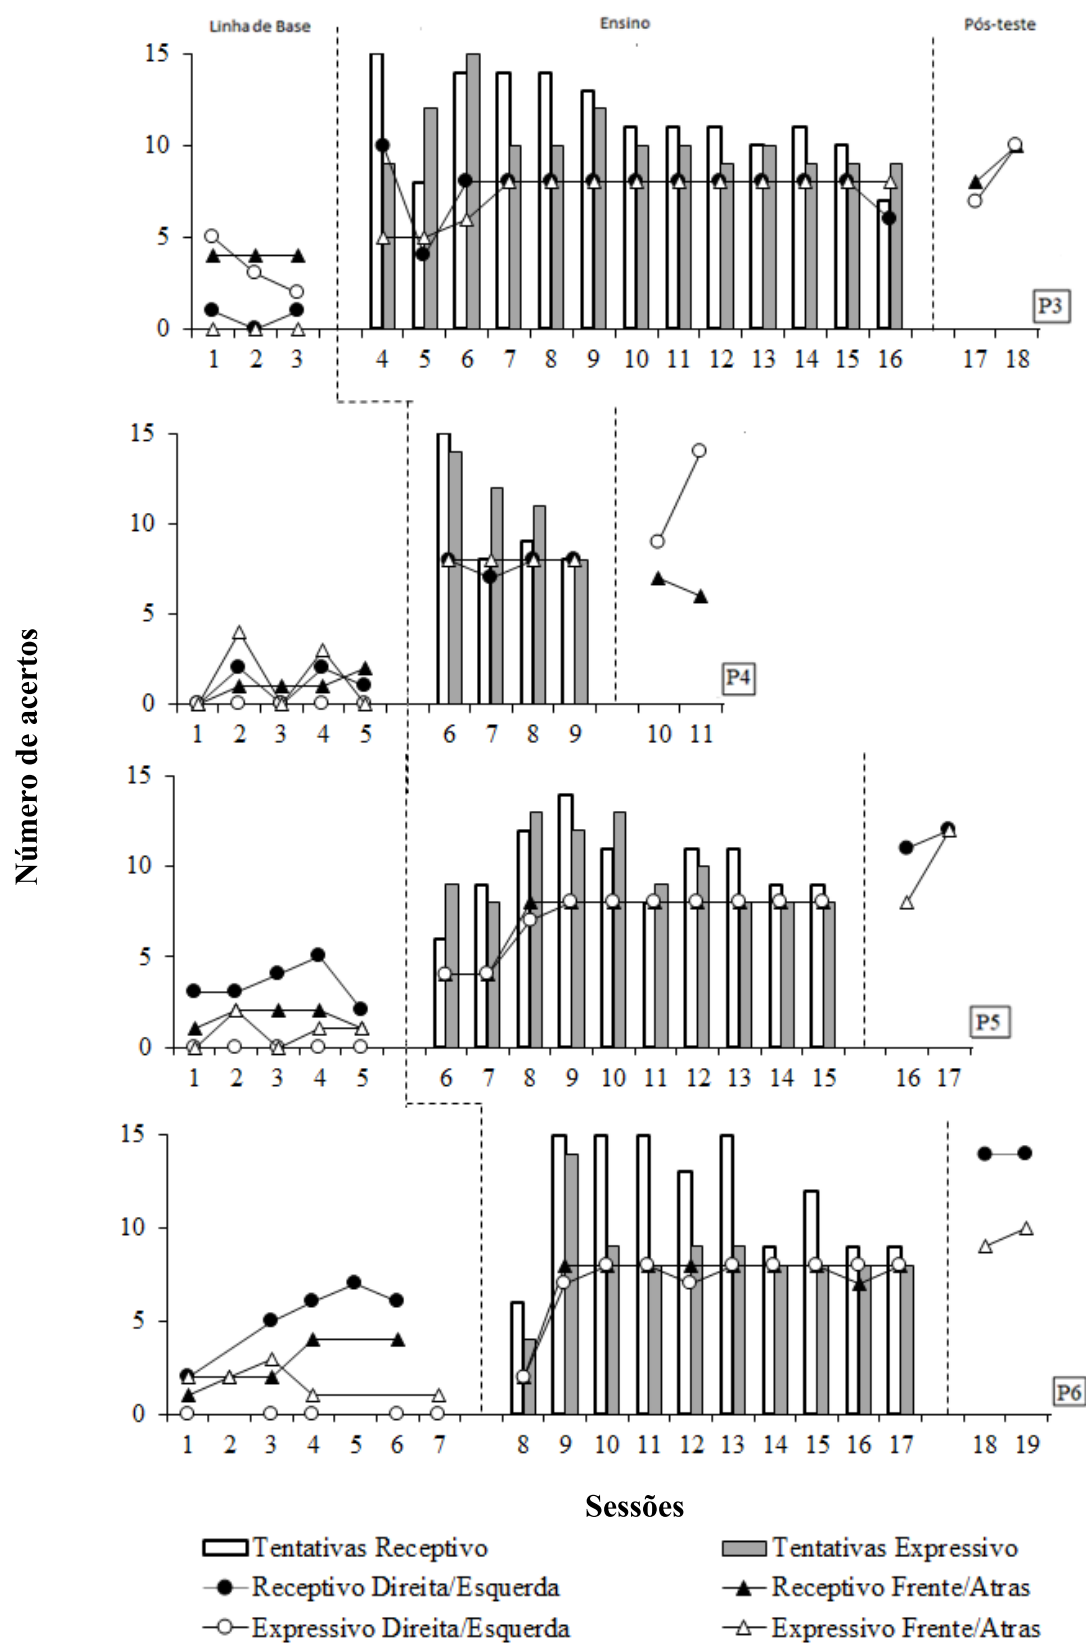 Linha de Base Ensino Pós-teste
15
10
5
0
1 2 3 4 5 6 7 8 9 10 11 12 13 14 15 16 17 18
P3
15
10
5
0
1 2 3 4 5 6 7 8 9 10 11
P4
Número de acertos
15
10
5
0
1 2 3 4 5 6 7 8 9 10 11 12 13 14 15 16 17
P5
15
10
5
0
1 2 3 4 5 6 7 8 9 10 11 12 13 14 15 16 17 18 19
P6
Sessões
Tentativas Receptivo Tentativas Expressivo
Receptivo Direita/Esquerda Receptivo Frente/Atras
Expressivo Direita/Esquerda Expressivo Frente/Atras